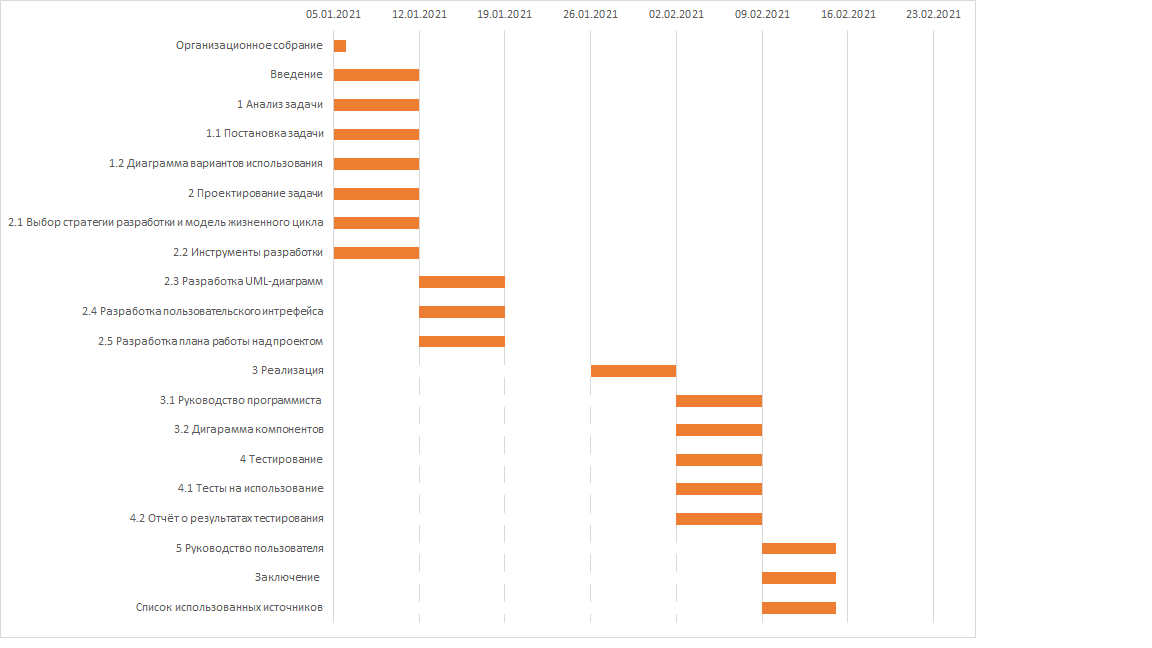 05.01.2021 12.01.2021 19.01.2021 26.01.2021 02.02.2021 09.02.2021 16.02.2021 23.02.2021
Организационное собрание
Введение
1 Анализ задачи
1.1 Постановка задачи
1.2 Диаграмма вариантов использования
2 Проектирование задачи
2.1 Выбор стратегии разработки и модель жизненного цикла
2.2 Инструменты разработки
2.3 Разработка UML-диаграмм
2.4 Разработка пользовательского интрефейса
2.5 Разработка плана работы над проектом
3 Реализация
3.1 Руководство программиста
3.2 Дигарамма компонентов
4 Тестирование
4.1 Тесты на использование
4.2 Отчёт о результатах тестирования
5 Руководство пользователя
Заключение
Список использованных источников